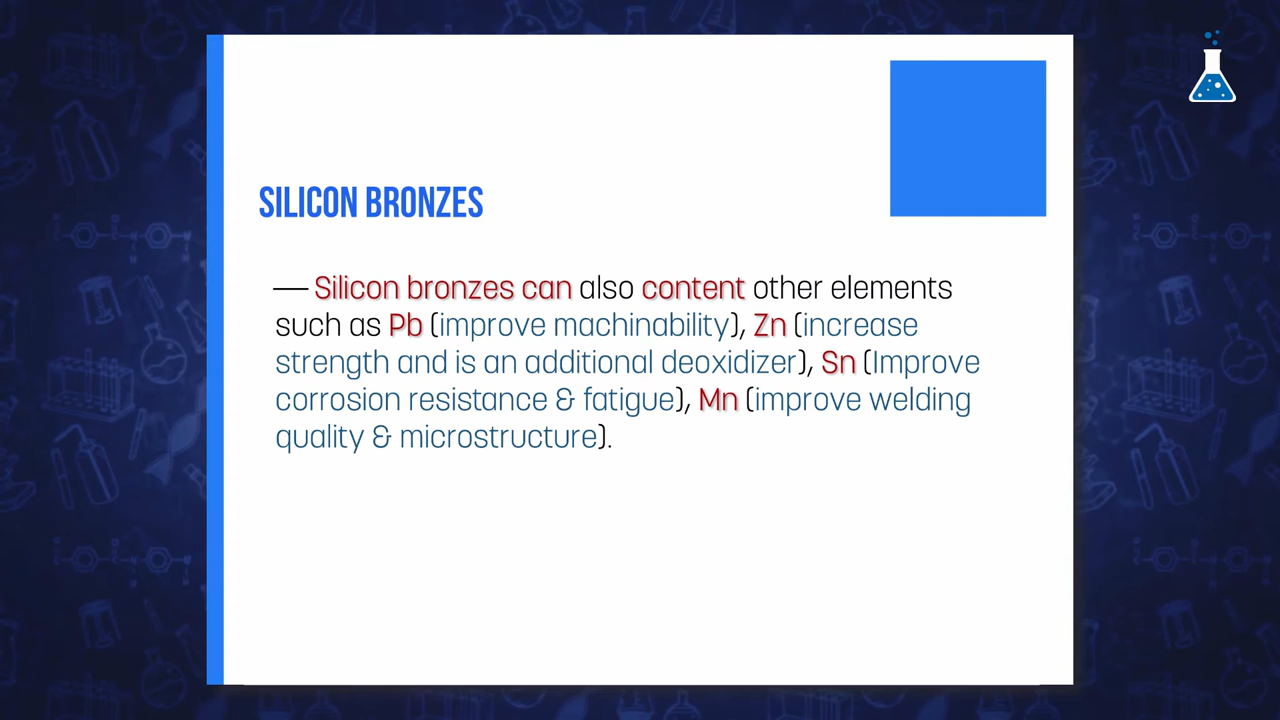 SILICON BRONZES
— Silicon bronzes can also content other elements
such as Pb (improve machinability), Zn (increase
strength and is an additional deoxidizer), Sn (Improve
corrosion resistance & fatigue), Mn (improve welding
quality & microstructure).